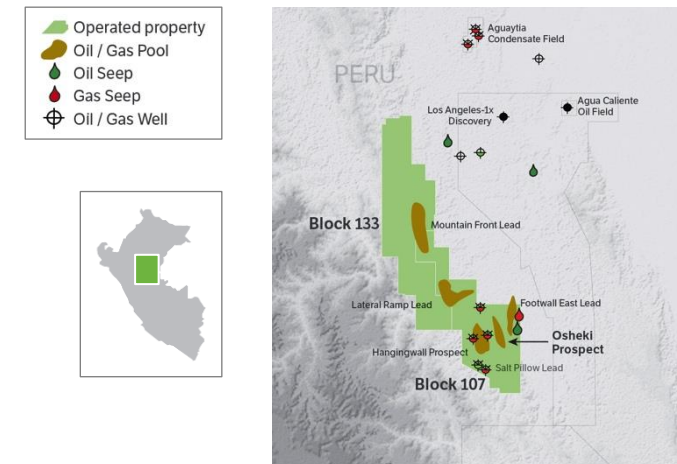 Operated property
Oil / Gas Pool
Oil Seep
Gas Seep
Oil / Gas Well
PERU
Aguaytia
Condensate Field
Los Angeles-1x
Discovery
Agua Caliente
Oil Field
Block 133
Mountain Front Lead
Lateral Ramp Lead
Footwall East Lead
Osheki
Prospect
Hangingwall Prospect
Salt Pillow Lead
Block 107